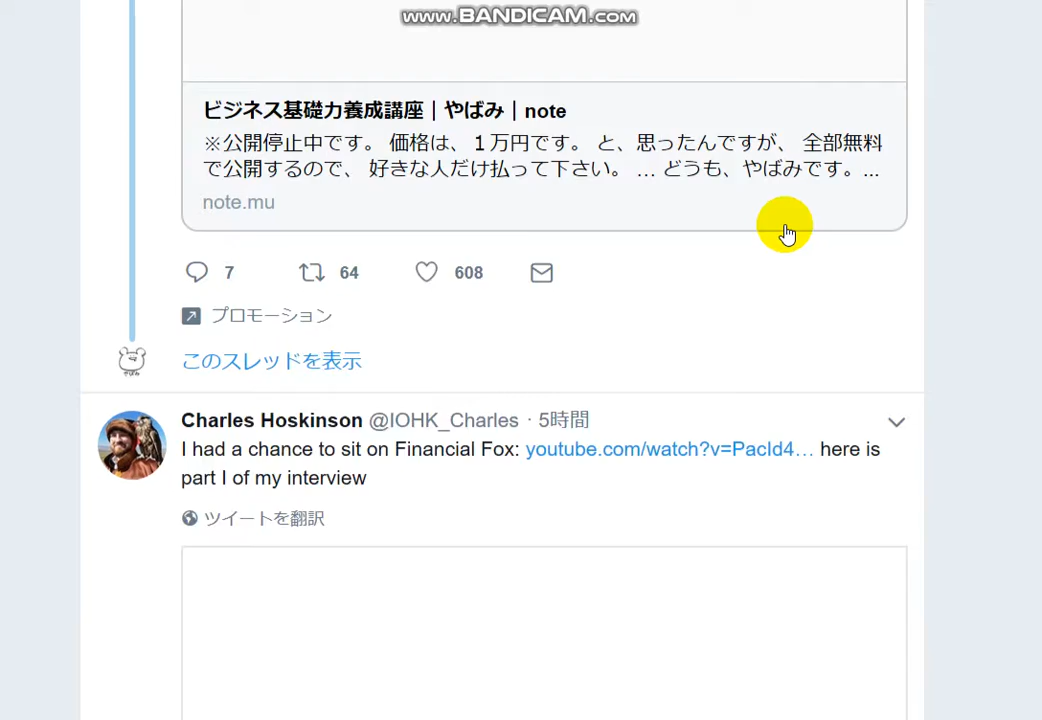 www.BANDICAM.com
ビジネス基礎力養成講座｜やばみ｜note
※公開停止中です。 価格は、１万円です。 と、思ったんですが、 全部無料
で公開するので、 好きな人だけ払って下さい。 ... どうも、やばみです。...
note.mu
7 64 608
プロモーション
このスレッドを表示
Charles Hoskinson @IOHK_Charles · 5時間
I had a chance to sit on Financial Fox: youtube.com/watch?v=PacId4… here is
part I of my interview
ツイートを翻訳